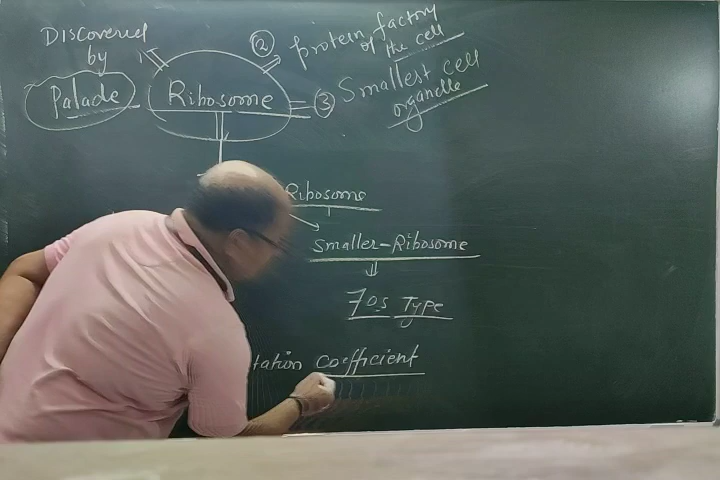 Discovered
by
Palade
1
Ribosome
② protein factory
of the cell
③ Smallest cell
organelle
Ribosome
Smaller-Ribosome
70s Type
tation Coefficient